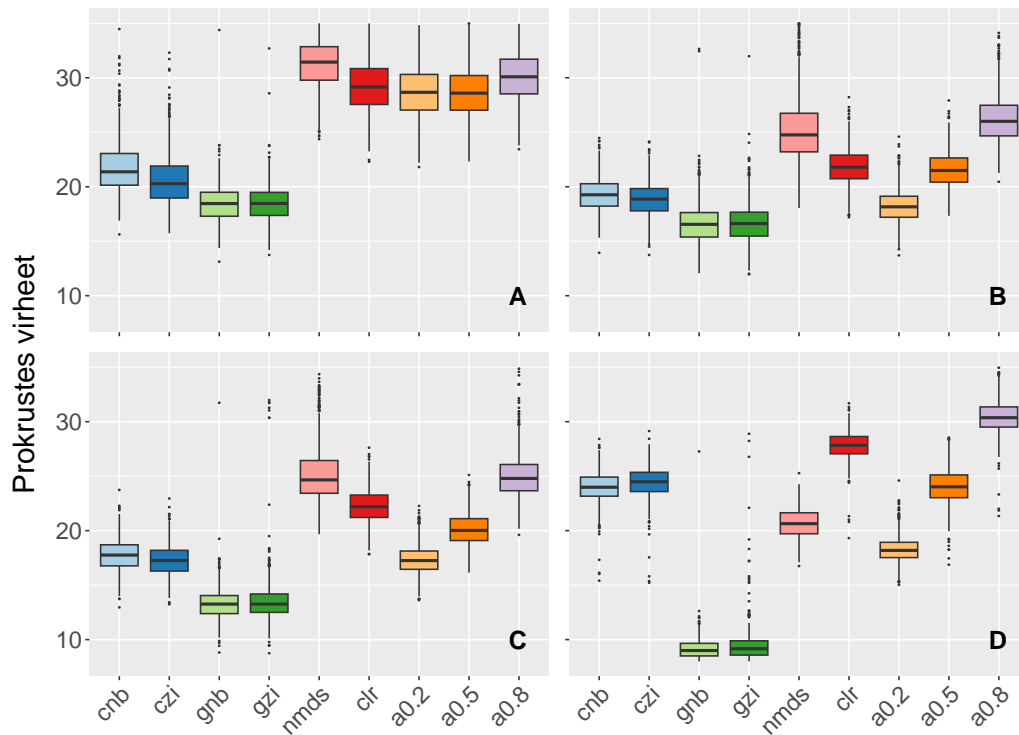 Prokrustes virheet
30
20
10
A
B
30
20
10
C
D
cnb czi gnb gzi nmds clr a0.2 a0.5 a0.8
cnb czi gnb gzi nmds clr a0.2 a0.5 a0.8